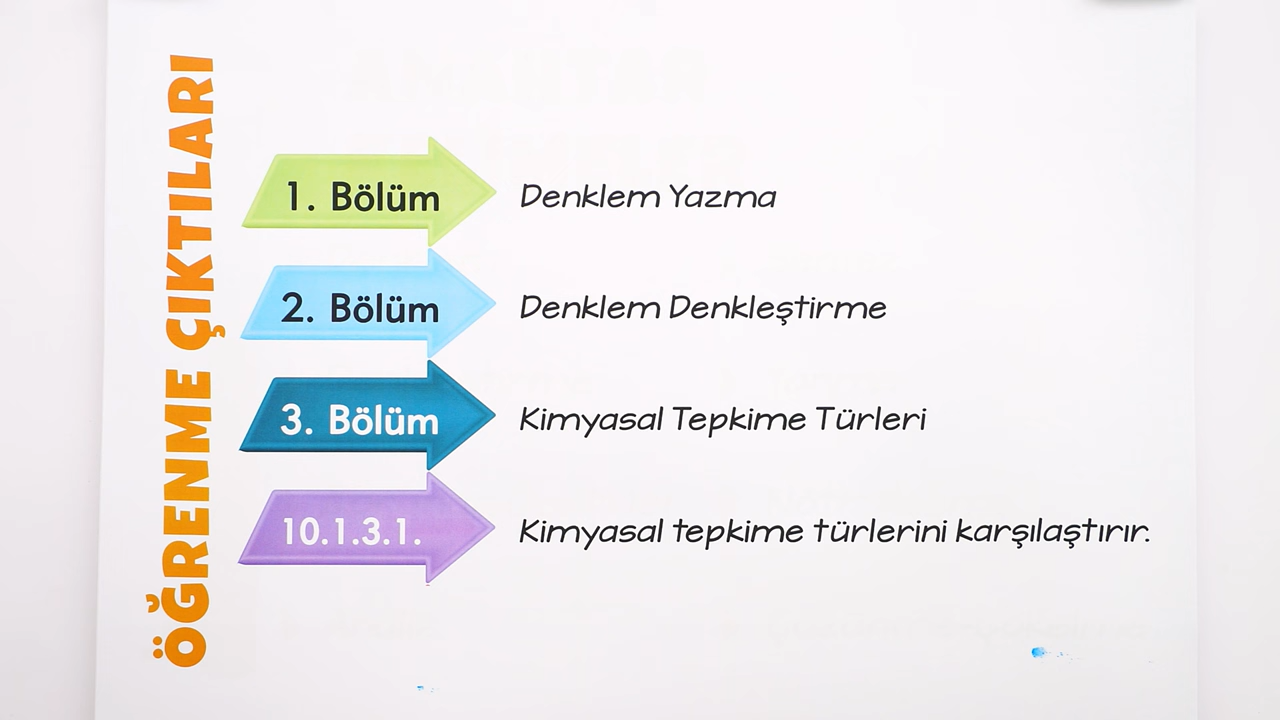 ÖĞRENME ÇIKTILARI
1. Bölüm Denklem Yazma
2. Bölüm Denklem Denkleştirme
3. Bölüm Kimyasal Tepkime Türleri
10.1.3.1. Kimyasal tepkime türlerini karşılaştırır.